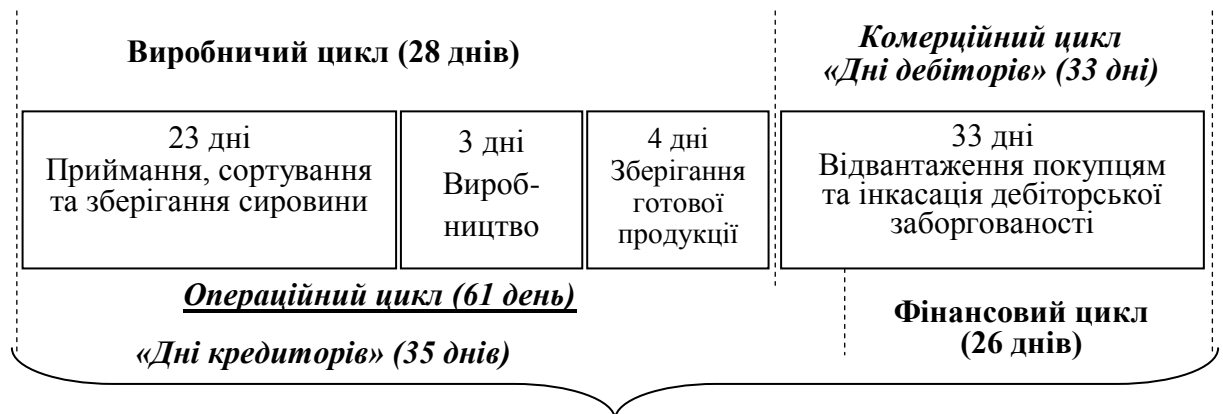 Виробничий цикл (28 днів)
Комерційний цикл
«Дні дебіторів» (33 дні)
23 дні
Приймання, сортування
та зберігання сировини
3 дні
Вироб-
ництво
4 дні
Зберігання
готової
продукції
33 дні
Відвантаження покупцям
та інкасація дебіторської
заборгованості
Операційний цикл (61 день)
«Дні кредиторів» (35 днів)
Фінансовий цикл
(26 днів)